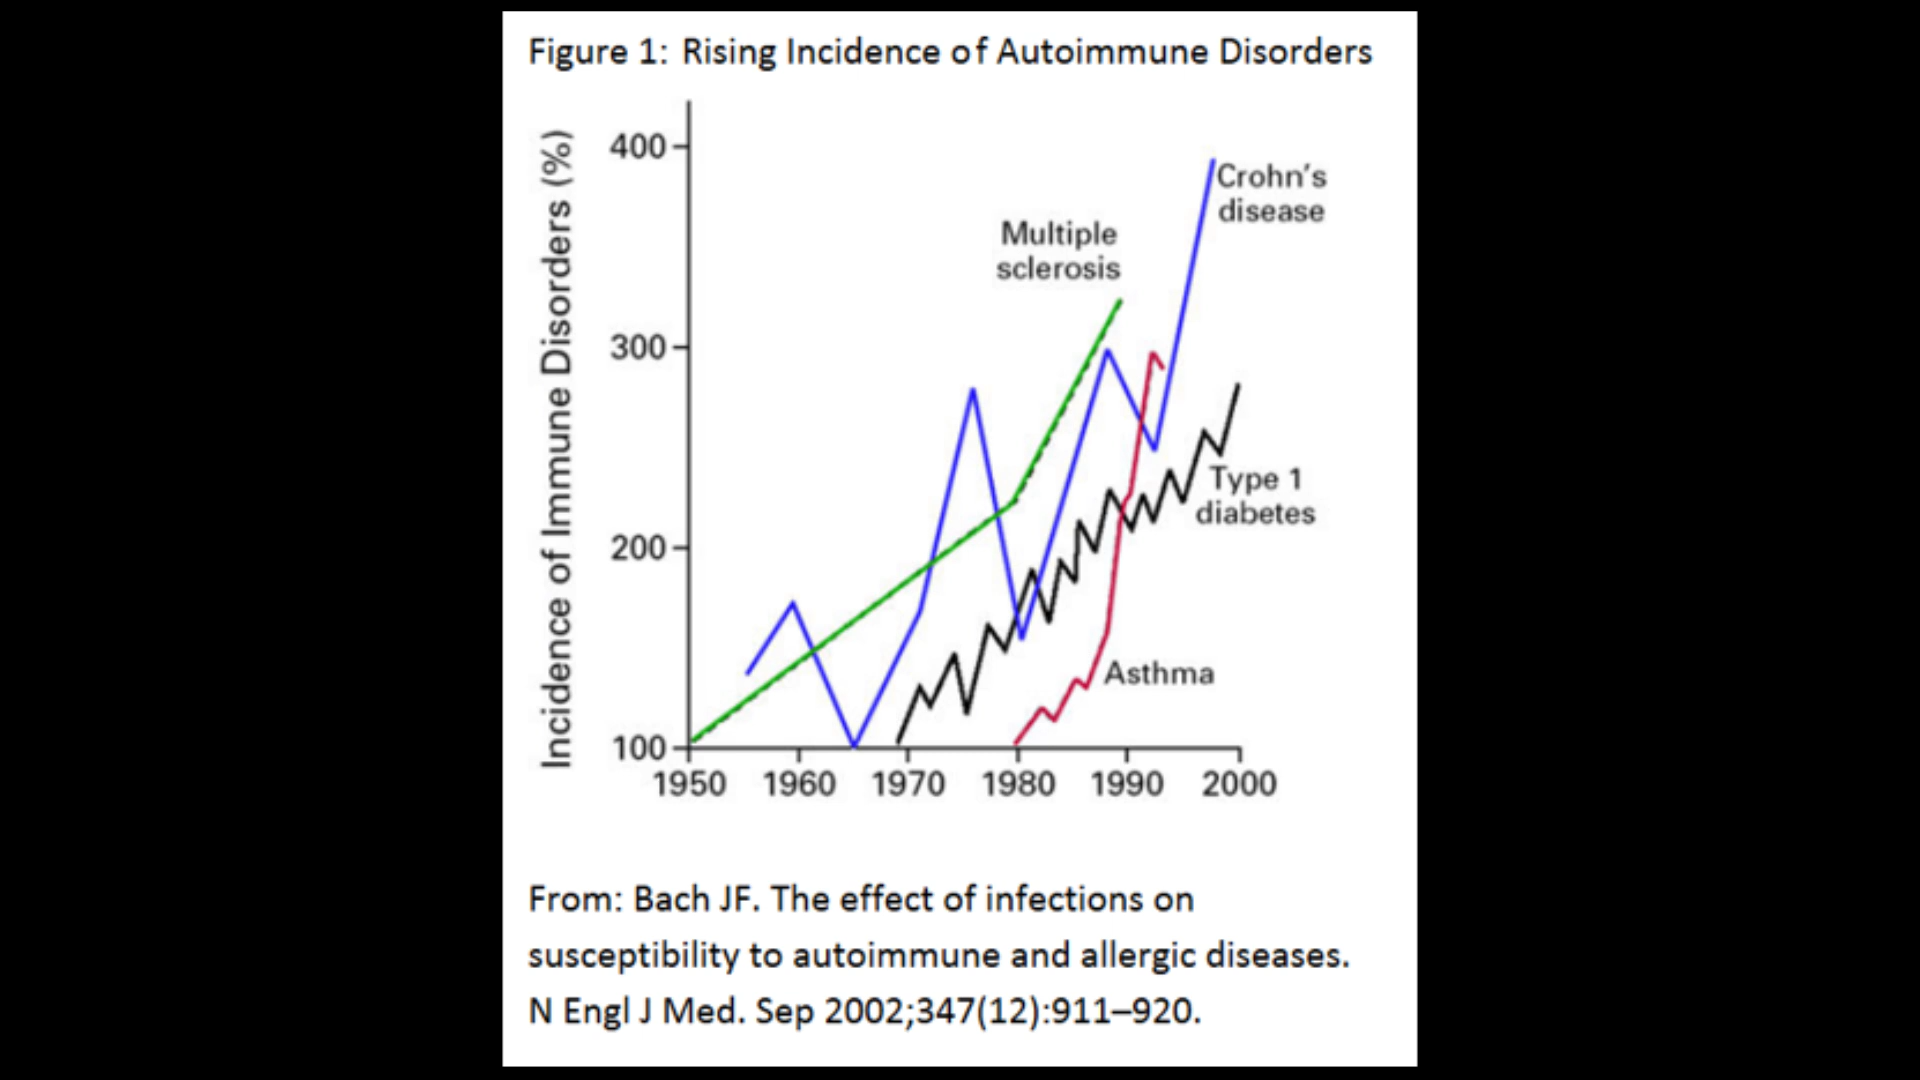 Figure 1: Rising Incidence of Autoimmune Disorders
Incidence of Immune Disorders (%)
400
300
200
100
1950 1960 1970 1980 1990 2000
Crohn's
disease
Multiple
sclerosis
Type 1
diabetes
Asthma
From: Bach JF. The effect of infections on
susceptibility to autoimmune and allergic diseases.
N Engl J Med. Sep 2002;347(12):911–920.